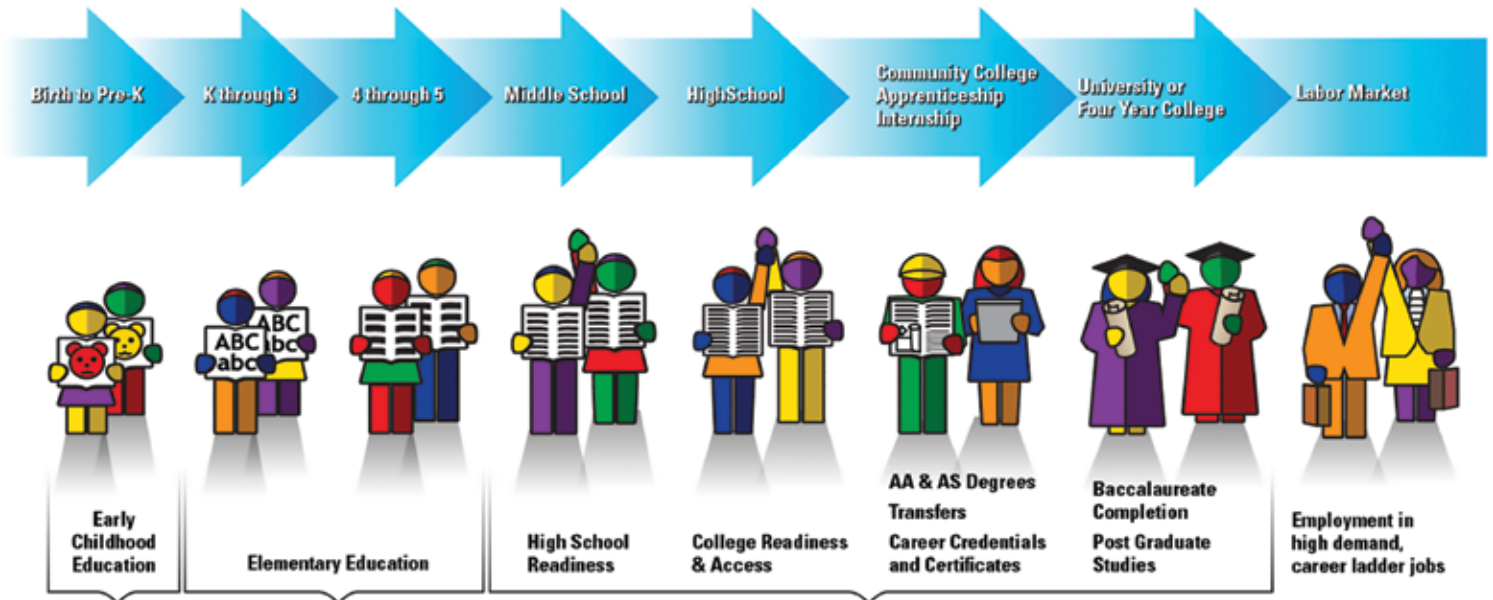 Birth to Pre-K
K through 3
4 through 5
Middle School
HighSchool
Community College
Apprenticeship
Internship
University or
Four Year College
Labor Market
ABC
abc
ABC
abc
Early
Childhood
Education
Elementary Education
High School
Readiness
College Readiness
& Access
AA & AS Degrees
Transfers
Career Credentials
and Certificates
Baccalaureate
Completion
Post Graduate
Studies
Employment in
high demand,
career ladder jobs